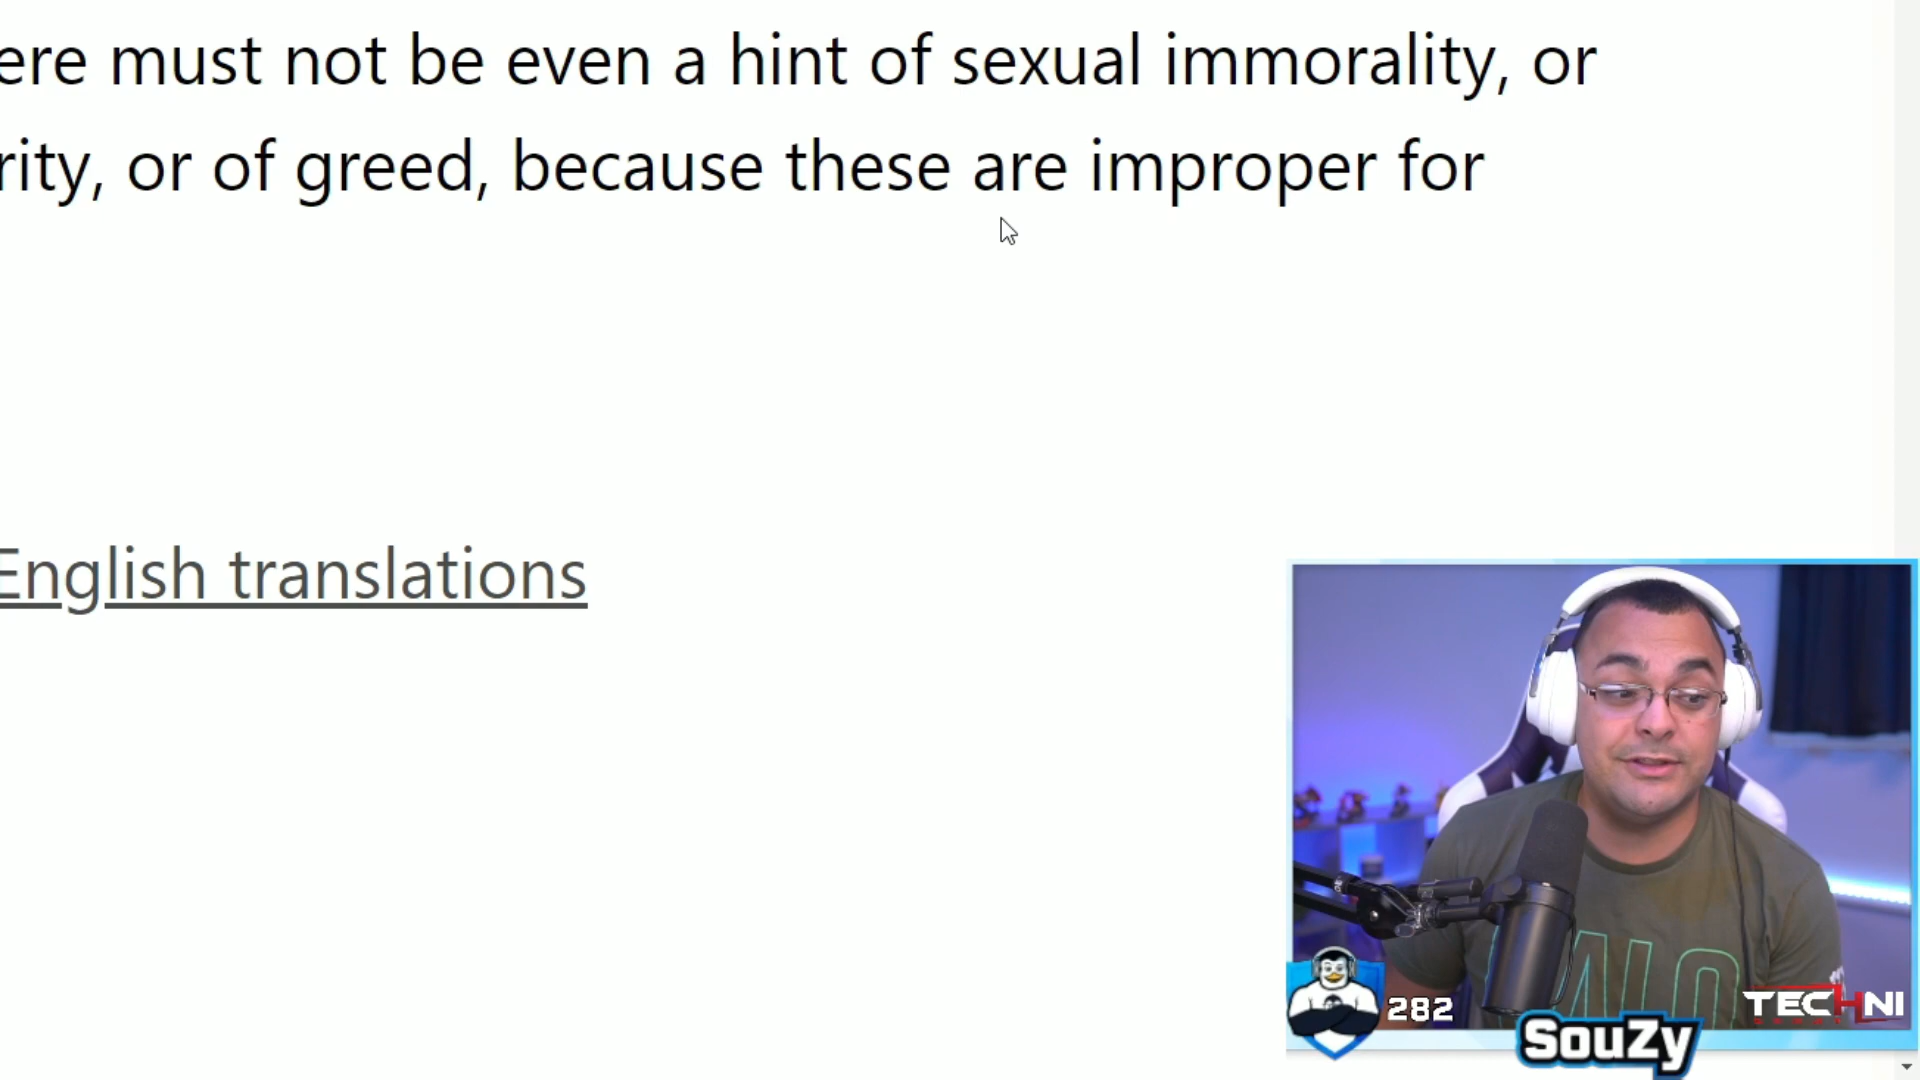 ere must not be even a hint of sexual immorality, or
rity, or of greed, because these are improper for
English translations
282
TECHNI
SouZy